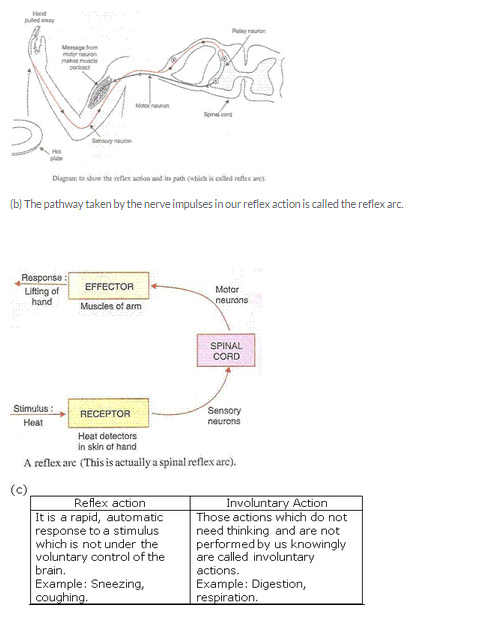 Hand
pulled away
Relay neuron
Message from
motor neuron
makes muscle
contract
Motor neuron
Spinal cord
Sensory neuron
Hot
plate
Diagram to show the reflex action and its path (which is called reflex arc).
(b) The pathway taken by the nerve impulses in our reflex action is called the reflex arc.
Response :
Lifting of
hand
EFFECTOR
Muscles of arm
Motor
neurons
SPINAL
CORD
Stimulus :
Heat
RECEPTOR
Heat detectors
in skin of hand
Sensory
neurons
A reflex arc (This is actually a spinal reflex arc).
(c)
Reflex action
It is a rapid, automatic
response to a stimulus
which is not under the
voluntary control of the
brain.
Example: Sneezing,
coughing.
Involuntary Action
Those actions which do not
need thinking and are not
performed by us knowingly
are called involuntary
actions.
Example: Digestion,
respiration.